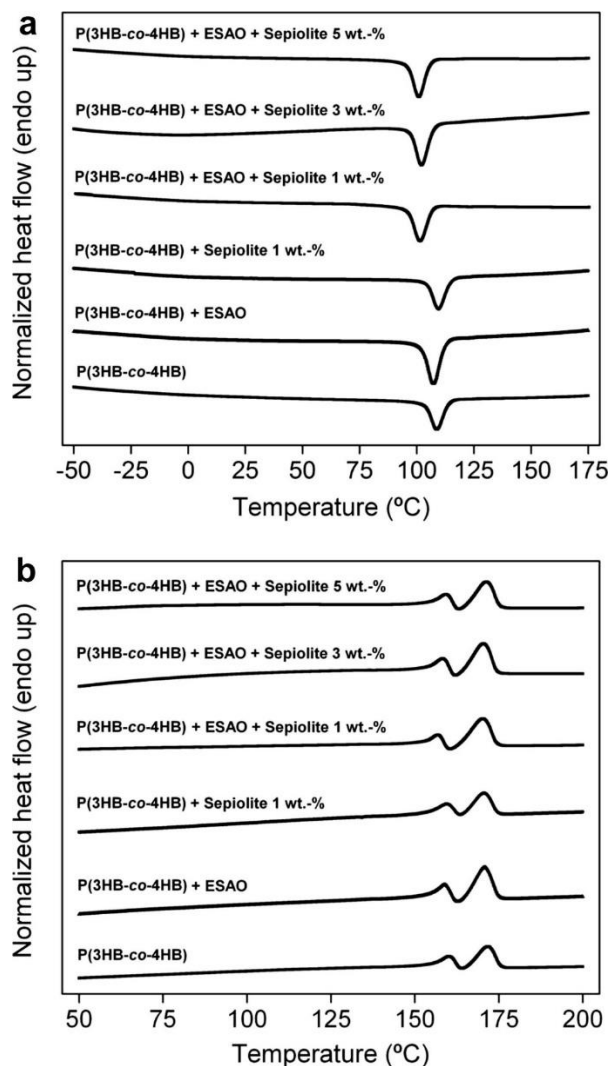 a
Normalized heat flow (endo up)
P(3HB-co-4HB) + ESAO + Sepiolite 5 wt.-%
P(3HB-co-4HB) + ESAO + Sepiolite 3 wt.-%
P(3HB-co-4HB) + ESAO + Sepiolite 1 wt.-%
P(3HB-co-4HB) + Sepiolite 1 wt.-%
P(3HB-co-4HB) + ESAO
P(3HB-co-4HB)
-50 -25 0 25 50 75 100 125 150 175
Temperature (ºC)
b
Normalized heat flow (endo up)
P(3HB-co-4HB) + ESAO + Sepiolite 5 wt.-%
P(3HB-co-4HB) + ESAO + Sepiolite 3 wt.-%
P(3HB-co-4HB) + ESAO + Sepiolite 1 wt.-%
P(3HB-co-4HB) + Sepiolite 1 wt.-%
P(3HB-co-4HB) + ESAO
P(3HB-co-4HB)
50 75 100 125 150 175 200
Temperature (ºC)